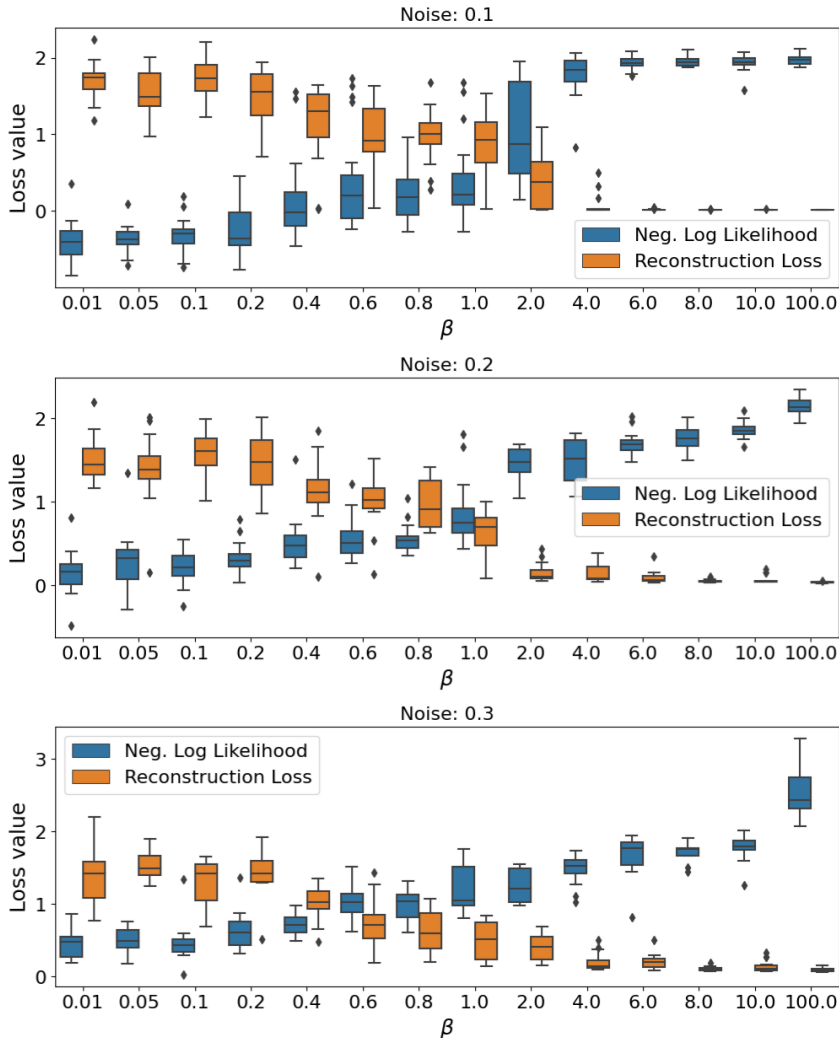 Noise: 0.1
Loss value
2
1
0
Neg. Log Likelihood
Reconstruction Loss
0.01 0.05 0.1 0.2 0.4 0.6 0.8 1.0 2.0 4.0 6.0 8.0 10.0 100.0
β
Noise: 0.2
Loss value
2
1
0
Neg. Log Likelihood
Reconstruction Loss
0.01 0.05 0.1 0.2 0.4 0.6 0.8 1.0 2.0 4.0 6.0 8.0 10.0 100.0
β
Noise: 0.3
Loss value
3
2
1
0
Neg. Log Likelihood
Reconstruction Loss
0.01 0.05 0.1 0.2 0.4 0.6 0.8 1.0 2.0 4.0 6.0 8.0 10.0 100.0
β